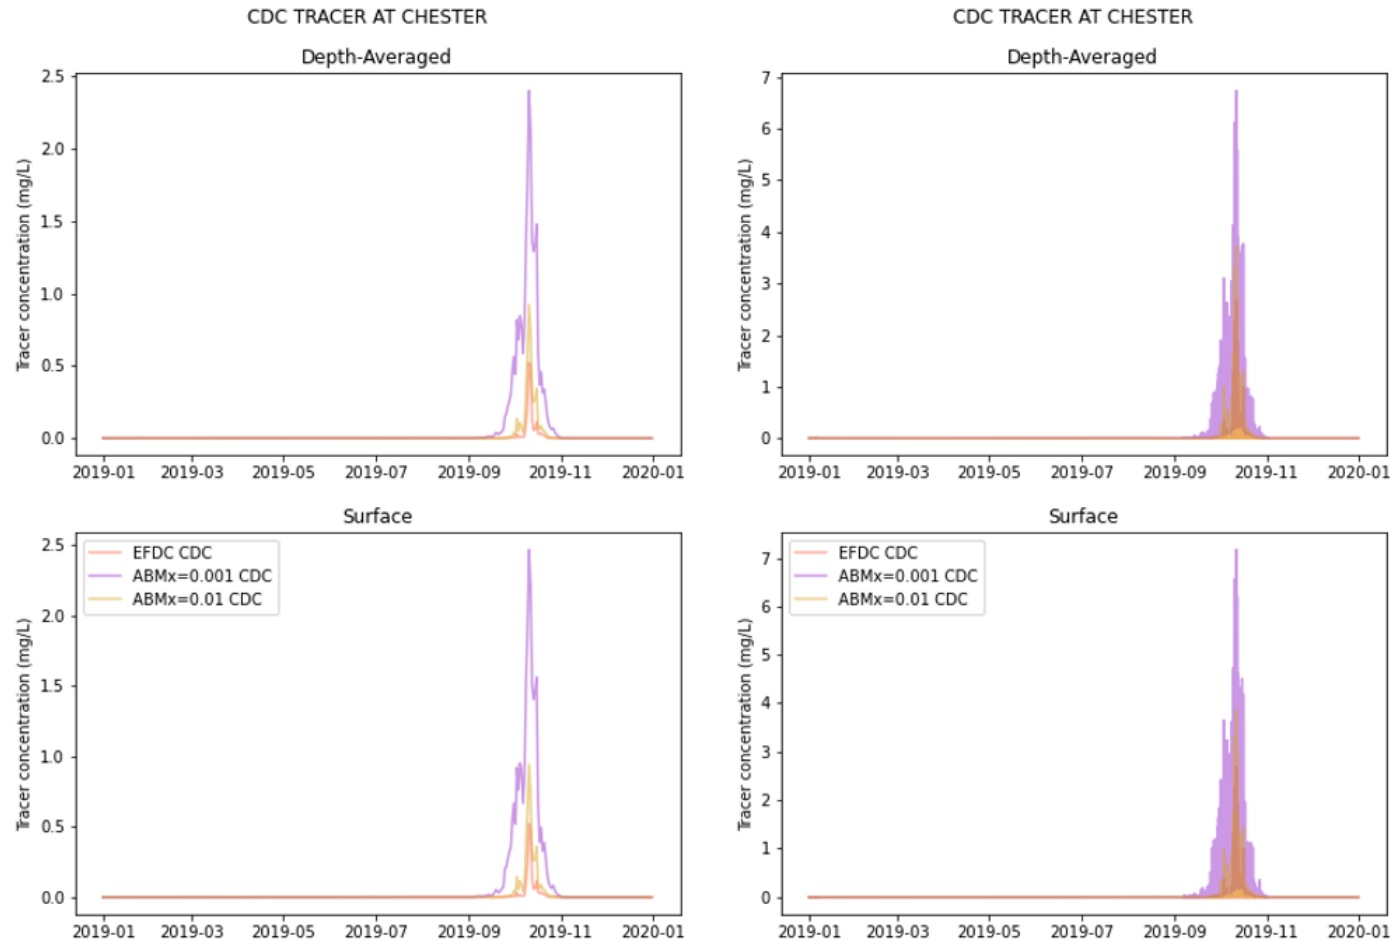 CDC TRACER AT CHESTER
Depth-Averaged
2.5
2.0
1.5
1.0
0.5
0.0
Tracer concentration (mg/L)
2019-01 2019-03 2019-05 2019-07 2019-09 2019-11 2020-01
CDC TRACER AT CHESTER
Depth-Averaged
7
6
5
4
3
2
1
0
Tracer concentration (mg/L)
2019-01 2019-03 2019-05 2019-07 2019-09 2019-11 2020-01
Surface
2.5
2.0
1.5
1.0
0.5
0.0
Tracer concentration (mg/L)
EFDC CDC
ABMx=0.001 CDC
ABMx=0.01 CDC
2019-01 2019-03 2019-05 2019-07 2019-09 2019-11 2020-01
Surface
7
6
5
4
3
2
1
0
Tracer concentration (mg/L)
EFDC CDC
ABMx=0.001 CDC
ABMx=0.01 CDC
2019-01 2019-03 2019-05 2019-07 2019-09 2019-11 2020-01